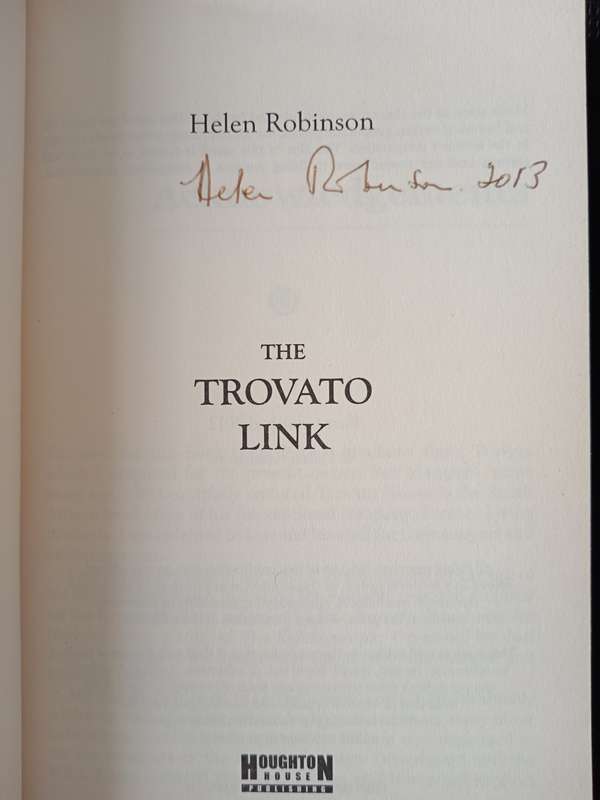 Helen Robinson
Helen Robinson. 2013
THE
TROVATO
LINK
HOUGHTON
HOUSE
PUBLISHING